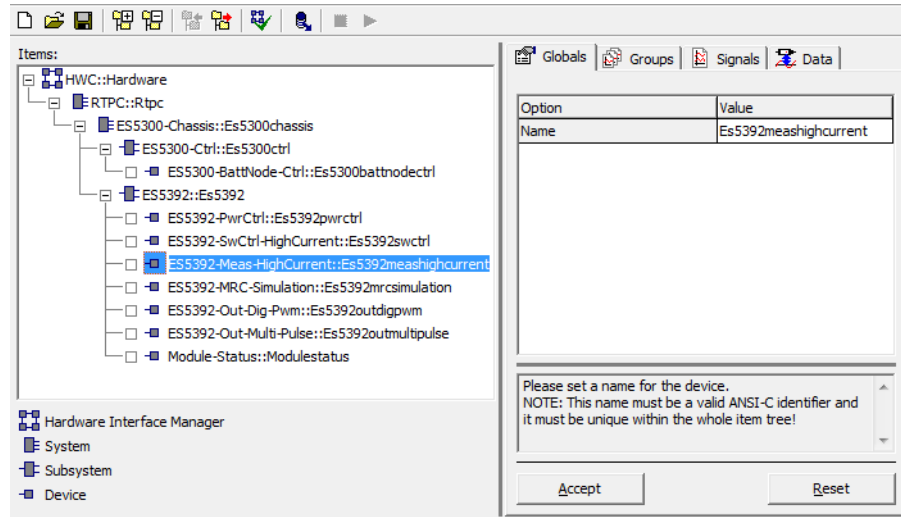 Items:
HWC::Hardware
RTPC::Rtpc
ES5300-Chassis::Es5300chassis
ES5300-Ctrl::Es5300ctrl
ES5300-BattNode-Ctrl::Es5300battnodectrl
ES5392::Es5392
ES5392-PwrCtrl::Es5392pwrctrl
ES5392-SwCtrl-HighCurrent::Es5392swctrl
ES5392-Meas-HighCurrent::Es5392meashighcurrent
ES5392-MRC-Simulation::Es5392mrcsimulation
ES5392-Out-Dig-Pwm::Es5392outdigpwm
ES5392-Out-Multi-Pulse::Es5392outmultipulse
Module-Status::Modulestatus
Hardware Interface Manager
System
Subsystem
Device
Globals Groups Signals Data
Option Value
Name Es5392meashighcurrent
Please set a name for the device.
NOTE: This name must be a valid ANSI-C identifier and
it must be unique within the whole item tree!
Accept Reset